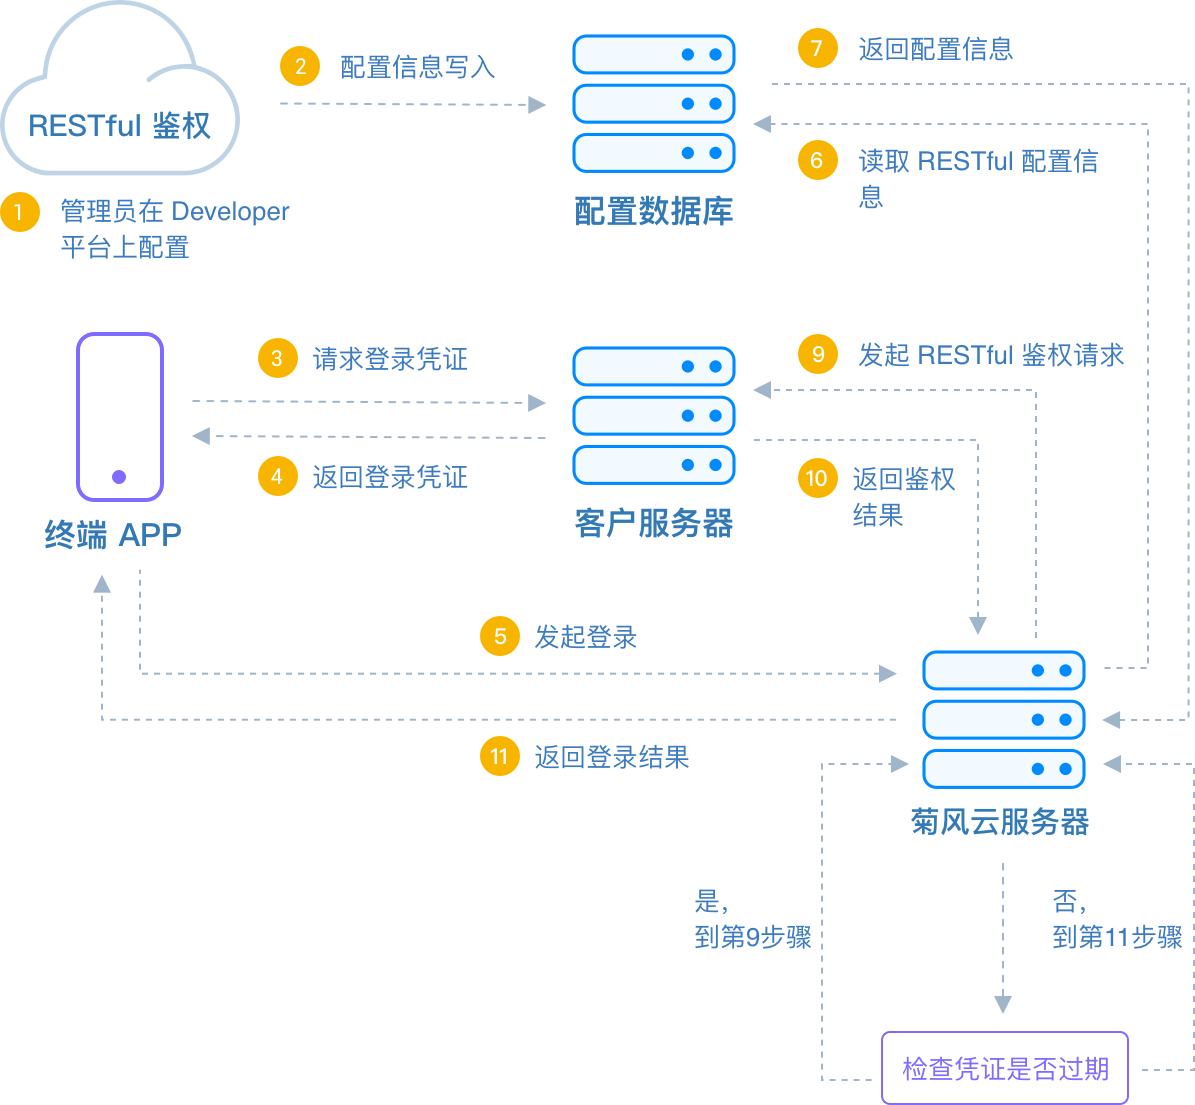 RESTful 鉴权
1 管理员在 Developer
平台上配置
2 配置信息写入
配置数据库
7 返回配置信息
6 读取 RESTful 配置信
息
终端 APP
3 请求登录凭证
4 返回登录凭证
客户服务器
9 发起 RESTful 鉴权请求
10 返回鉴权
结果
5 发起登录
11 返回登录结果
菊风云服务器
是，
到第9步骤
否，
到第11步骤
检查凭证是否过期